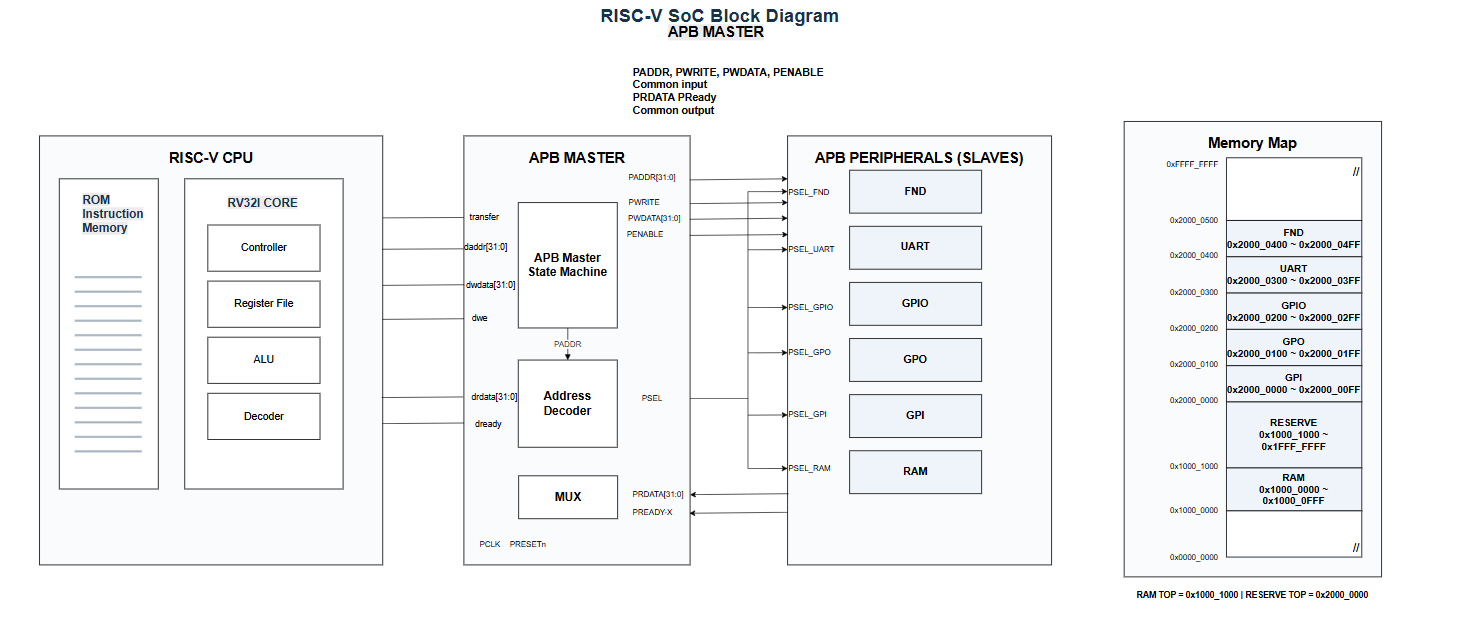 RISC-V SoC Block Diagram
APB MASTER
PADDR, PWRITE, PWDATA, PENABLE
Common input
PRDATA PReady
Common output
RISC-V CPU
ROM
Instruction
Memory
RV32I CORE
Controller
Register File
ALU
Decoder
APB MASTER
transfer
daddr[31:0]
dwdata[31:0]
dwe
drdata[31:0]
dready
APB Master
State Machine
PADDR
Address
Decoder
MUX
PADDR[31:0]
PWRITE
PWDATA[31:0]
PENABLE
PSEL
PRDATA[31:0]
PREADY-X
PCLK PRESETn
APB PERIPHERALS (SLAVES)
PSEL_FND
PSEL_UART
PSEL_GPIO
PSEL_GPO
PSEL_GPI
PSEL_RAM
FND
UART
GPIO
GPO
GPI
RAM
Memory Map
0xFFFF_FFFF
//
0x2000_0500
FND
0x2000_0400 ~ 0x2000_04FF
0x2000_0400
UART
0x2000_0300 ~ 0x2000_03FF
0x2000_0300
GPIO
0x2000_0200 ~ 0x2000_02FF
0x2000_0200
GPO
0x2000_0100 ~ 0x2000_01FF
0x2000_0100
GPI
0x2000_0000 ~ 0x2000_00FF
0x2000_0000
RESERVE
0x1000_1000 ~
0x1FFF_FFFF
0x1000_1000
RAM
0x1000_0000 ~
0x1000_0FFF
0x1000_0000
//
0x0000_0000
RAM TOP = 0x1000_1000 | RESERVE TOP = 0x2000_0000